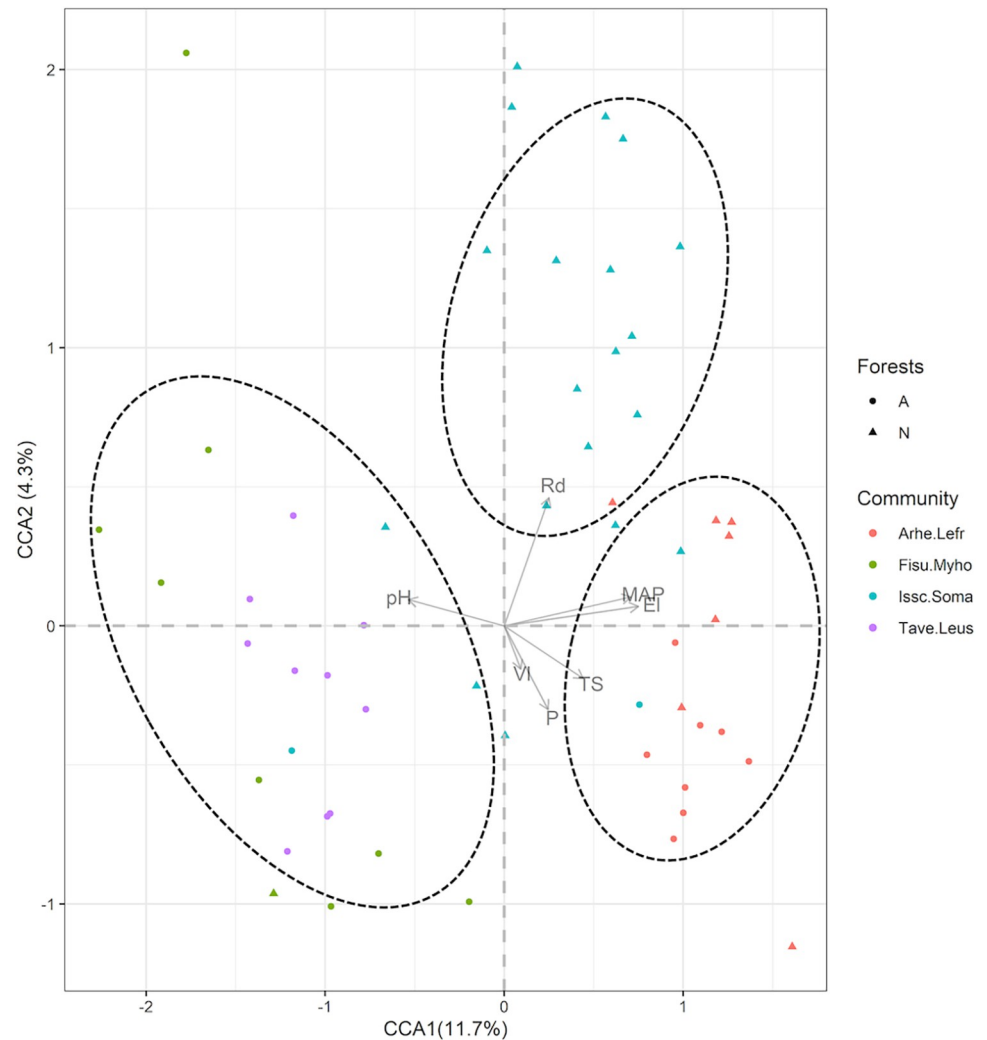 2
1
0
-1
CCA2 (4.3%)
-2
-1
0
1
CCA1(11.7%)
Rd
pH
MAP
El
VI
TS
P
Forests
A
N
Community
Arhe.Lefr
Fisu.Myho
Issc.Soma
Tave.Leus